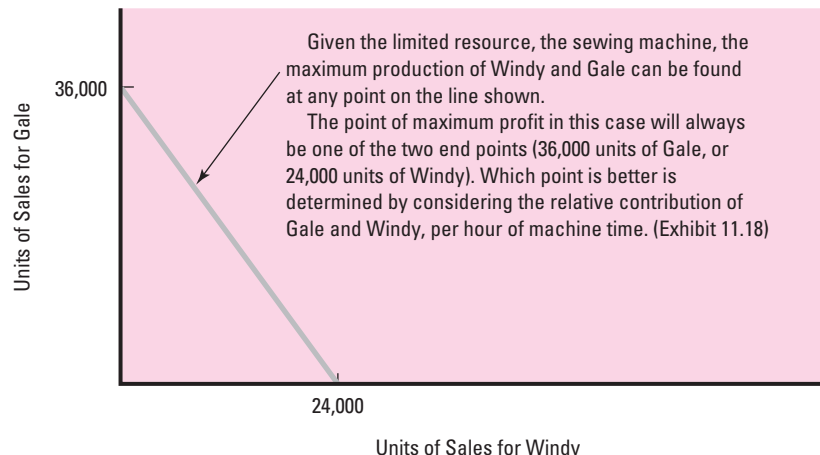 Given the limited resource, the sewing machine, the
maximum production of Windy and Gale can be found
at any point on the line shown.
The point of maximum profit in this case will always
be one of the two end points (36,000 units of Gale, or
24,000 units of Windy). Which point is better is
determined by considering the relative contribution of
Gale and Windy, per hour of machine time. (Exhibit 11.18)
36,000
Units of Sales for Gale
24,000
Units of Sales for Windy